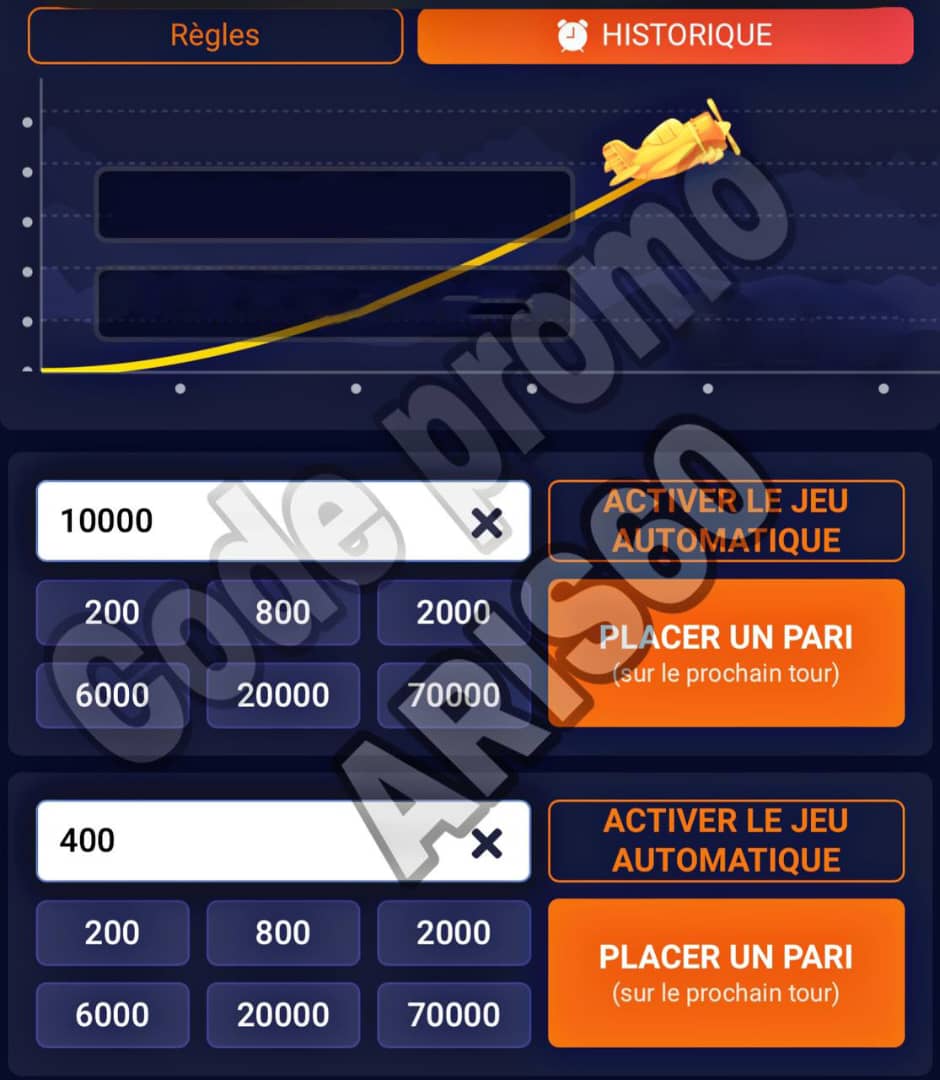 Règles
HISTORIQUE
Code promo
ARIS60
10000
ACTIVER LE JEU
AUTOMATIQUE
200 800 2000
PLACER UN PARI
(sur le prochain tour)
6000 20000 70000
400
ACTIVER LE JEU
AUTOMATIQUE
200 800 2000
PLACER UN PARI
(sur le prochain tour)
6000 20000 70000